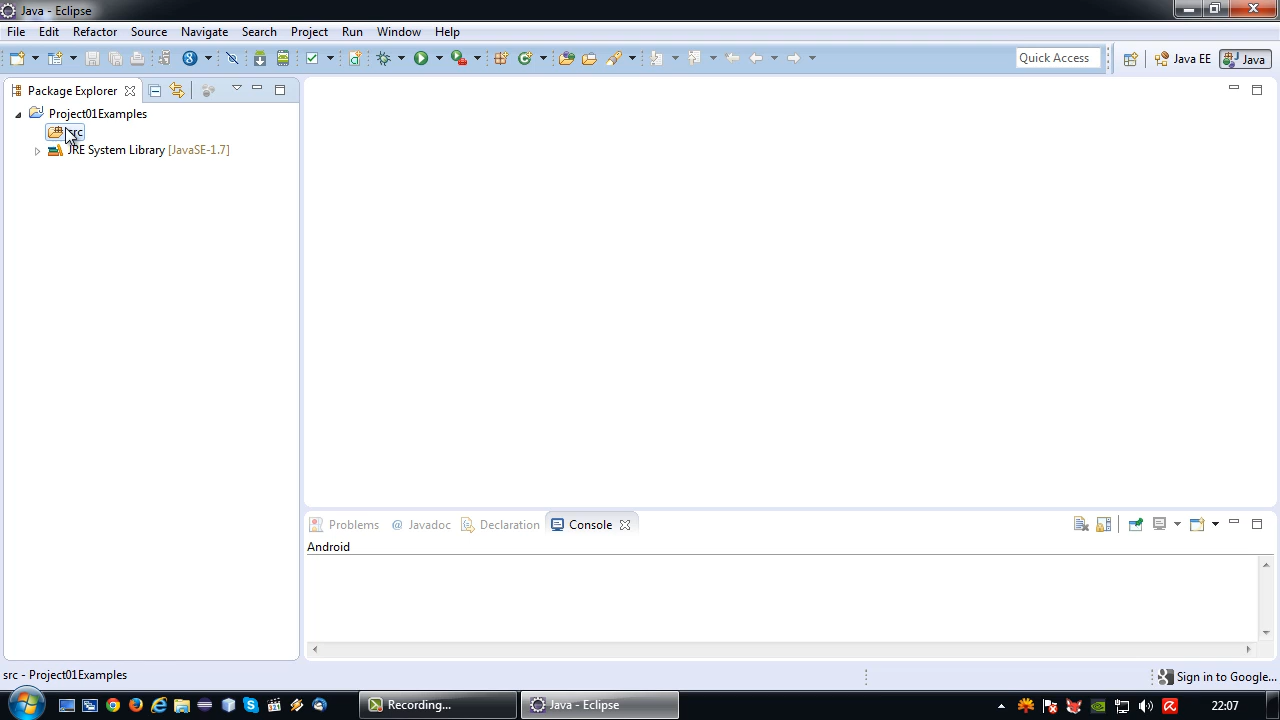 Java - Eclipse
File Edit Refactor Source Navigate Search Project Run Window Help
Quick Access Java EE Java
Package Explorer
Project01Examples
src
JRE System Library [JavaSE-1.7]
Problems @ Javadoc Declaration Console
Android
src - Project01Examples
Sign in to Google...
Recording... Java - Eclipse 22:07